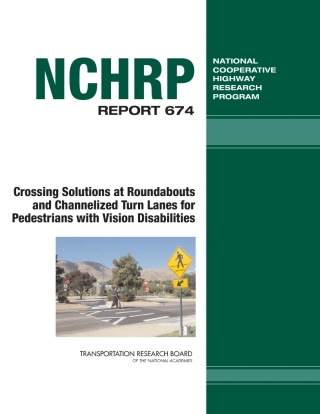 NCHRP
REPORT 674
NATIONAL
COOPERATIVE
HIGHWAY
RESEARCH
PROGRAM
Crossing Solutions at Roundabouts
and Channelized Turn Lanes for
Pedestrians with Vision Disabilities
TRANSPORTATION RESEARCH BOARD
OF THE NATIONAL ACADEMIES